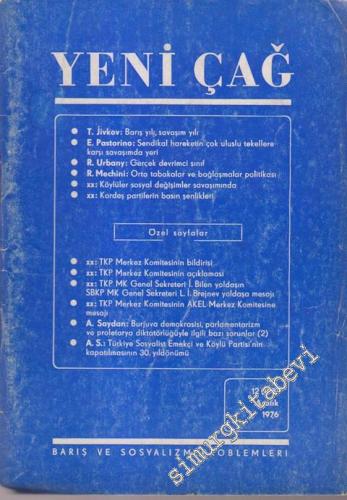 YENİ ÇAĞ
T. Jivkov: Barış yılı, savaşım yılı
E. Pastorino: Sendikal hareketin çok uluslu tekellere
karşı savaşımda yeri
R. Urbany: Gerçek devrimci sınıf
R. Mechini: Orta tabakalar ve bağlaşmalar politikası
xx: Köylüler sosyal değişimler savaşımında
xx: Kardeş partilerin basın şenlikleri
Özel sayfalar
xx: TKP Merkez Komitesinin bildirisi
xx: TKP Merkez Komitesinin açıklaması
xx: TKP MK Genel Sekreteri İ. Bilen yoldaşın
SBKP MK Genel Sekreteri L. İ. Brejnev yoldaşa mesajı
xx: TKP Merkez Komitesinin AKEL Merkez Komitesine
mesajı
A. Saydan: Burjuva demokrasisi, parlamentarizm
ve proletarya diktatörlüğüyle ilgili bazı sorunlar (2)
A. S.: Türkiye Sosyalist Emekçi ve Köylü Partisi'nin
kapatılmasının 30. yıldönümü
12
1976
BARIŞ VE SOSYALİZM PROBLEMLERİ
simurgkitabevi